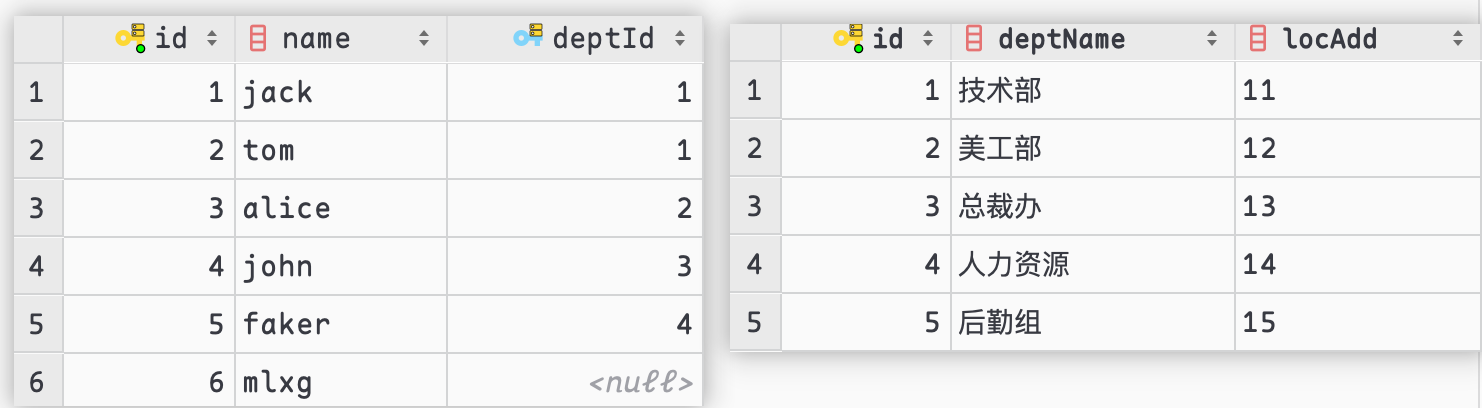 id name deptId
1 1 jack 1
2 2 tom 1
3 3 alice 2
4 4 john 3
5 5 faker 4
6 6 mlxg <null>
id deptName locAdd
1 1 技术部 11
2 2 美工部 12
3 3 总裁办 13
4 4 人力资源 14
5 5 后勤组 15